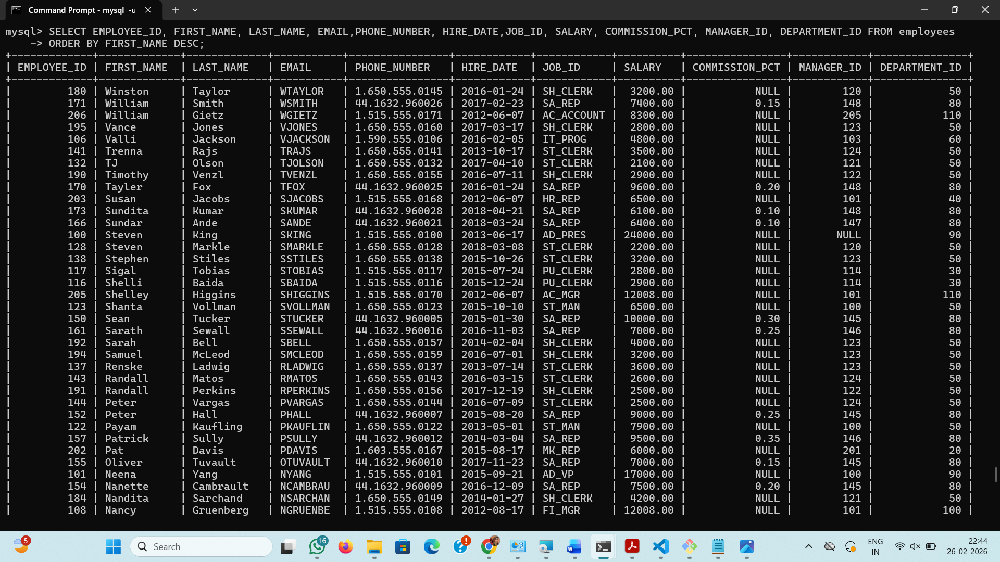 Command Prompt - mysql -u
mysql> SELECT EMPLOYEE_ID, FIRST_NAME, LAST_NAME, EMAIL,PHONE_NUMBER, HIRE_DATE,JOB_ID, SALARY, COMMISSION_PCT, MANAGER_ID, DEPARTMENT_ID FROM employees
-> ORDER BY FIRST_NAME DESC;
| EMPLOYEE_ID | FIRST_NAME | LAST_NAME | EMAIL | PHONE_NUMBER | HIRE_DATE | JOB_ID | SALARY | COMMISSION_PCT | MANAGER_ID | DEPARTMENT_ID |
| 180 | Winston | Taylor | WTAYLOR | 1.650.555.0145 | 2016-01-24 | SH_CLERK | 3200.00 | NULL | 120 | 50 |
| 171 | William | Smith | WSMITH | 44.1632.960026 | 2017-02-23 | SA_REP | 7400.00 | 0.15 | 148 | 80 |
| 206 | William | Gietz | WGIETZ | 1.515.555.0171 | 2012-06-07 | AC_ACCOUNT | 8300.00 | NULL | 205 | 110 |
| 195 | Vance | Jones | VJONES | 1.650.555.0160 | 2017-03-17 | SH_CLERK | 2800.00 | NULL | 123 | 50 |
| 106 | Valli | Jackson | VJACKSON | 1.590.555.0106 | 2016-02-05 | IT_PROG | 4800.00 | NULL | 103 | 60 |
| 141 | Trenna | Rajs | TRAJS | 1.650.555.0141 | 2013-10-17 | ST_CLERK | 3500.00 | NULL | 124 | 50 |
| 132 | TJ | Olson | TJOLSON | 1.650.555.0132 | 2017-04-10 | ST_CLERK | 2100.00 | NULL | 121 | 50 |
| 190 | Timothy | Venzl | TVENZL | 1.650.555.0155 | 2016-07-11 | SH_CLERK | 2900.00 | NULL | 122 | 50 |
| 170 | Tayler | Fox | TFOX | 44.1632.960025 | 2016-01-24 | SA_REP | 9600.00 | 0.20 | 148 | 80 |
| 203 | Susan | Jacobs | SJACOBS | 1.515.555.0168 | 2012-06-07 | HR_REP | 6500.00 | NULL | 101 | 40 |
| 173 | Sundita | Kumar | SKUMAR | 44.1632.960028 | 2018-04-21 | SA_REP | 6100.00 | 0.10 | 148 | 80 |
| 166 | Sundar | Ande | SANDE | 44.1632.960021 | 2018-03-24 | SA_REP | 6400.00 | 0.10 | 147 | 80 |
| 100 | Steven | King | SKING | 1.515.555.0100 | 2013-06-17 | AD_PRES | 24000.00 | NULL | NULL | 90 |
| 128 | Steven | Markle | SMARKLE | 1.650.555.0128 | 2018-03-08 | ST_CLERK | 2200.00 | NULL | 120 | 50 |
| 138 | Stephen | Stiles | SSTILES | 1.650.555.0138 | 2015-10-26 | ST_CLERK | 3200.00 | NULL | 123 | 50 |
| 117 | Sigal | Tobias | STOBIAS | 1.515.555.0117 | 2015-07-24 | PU_CLERK | 2800.00 | NULL | 114 | 30 |
| 116 | Shelli | Baida | SBAIDA | 1.515.555.0116 | 2015-12-24 | PU_CLERK | 2900.00 | NULL | 114 | 30 |
| 205 | Shelley | Higgins | SHIGGINS | 1.515.555.0170 | 2012-06-07 | AC_MGR | 12008.00 | NULL | 101 | 110 |
| 123 | Shanta | Vollman | SVOLLMAN | 1.650.555.0123 | 2015-10-10 | ST_MAN | 6500.00 | NULL | 100 | 50 |
| 150 | Sean | Tucker | STUCKER | 44.1632.960005 | 2015-01-30 | SA_REP | 10000.00 | 0.30 | 145 | 80 |
| 161 | Sarath | Sewall | SSEWALL | 44.1632.960016 | 2016-11-03 | SA_REP | 7000.00 | 0.25 | 146 | 80 |
| 192 | Sarah | Bell | SBELL | 1.650.555.0157 | 2014-02-04 | SH_CLERK | 4000.00 | NULL | 123 | 50 |
| 194 | Samuel | McLeod | SMCLEOD | 1.650.555.0159 | 2016-07-01 | SH_CLERK | 3200.00 | NULL | 123 | 50 |
| 137 | Renske | Ladwig | RLADWIG | 1.650.555.0137 | 2013-07-14 | ST_CLERK | 3600.00 | NULL | 123 | 50 |
| 143 | Randall | Matos | RMATOS | 1.650.555.0143 | 2016-03-15 | ST_CLERK | 2600.00 | NULL | 124 | 50 |
| 191 | Randall | Perkins | RPERKINS | 1.650.555.0156 | 2017-12-19 | SH_CLERK | 2500.00 | NULL | 122 | 50 |
| 144 | Peter | Vargas | PVARGAS | 1.650.555.0144 | 2016-07-09 | ST_CLERK | 2500.00 | NULL | 124 | 50 |
| 152 | Peter | Hall | PHALL | 44.1632.960007 | 2015-08-20 | SA_REP | 9000.00 | 0.25 | 145 | 80 |
| 122 | Payam | Kaufling | PKAUFLIN | 1.650.555.0122 | 2013-05-01 | ST_MAN | 7900.00 | NULL | 100 | 50 |
| 157 | Patrick | Sully | PSULLY | 44.1632.960012 | 2014-03-04 | SA_REP | 9500.00 | 0.35 | 146 | 80 |
| 202 | Pat | Davis | PDAVIS | 1.603.555.0167 | 2015-08-17 | MK_REP | 6000.00 | NULL | 201 | 20 |
| 155 | Oliver | Tuvault | OTUVAULT | 44.1632.960010 | 2017-11-23 | SA_REP | 7000.00 | 0.15 | 145 | 80 |
| 101 | Neena | Yang | NYANG | 1.515.555.0101 | 2015-09-21 | AD_VP | 17000.00 | NULL | 100 | 90 |
| 154 | Nanette | Cambrault | NCAMBRAU | 44.1632.960009 | 2016-12-09 | SA_REP | 7500.00 | 0.20 | 145 | 80 |
| 184 | Nandita | Sarchand | NSARCHAN | 1.650.555.0149 | 2014-01-27 | SH_CLERK | 4200.00 | NULL | 121 | 50 |
| 108 | Nancy | Gruenberg | NGRUENBE | 1.515.555.0108 | 2012-08-17 | FI_MGR | 12008.00 | NULL | 101 | 100 |
5
Search
16
ENG
IN
22:44
26-02-2026